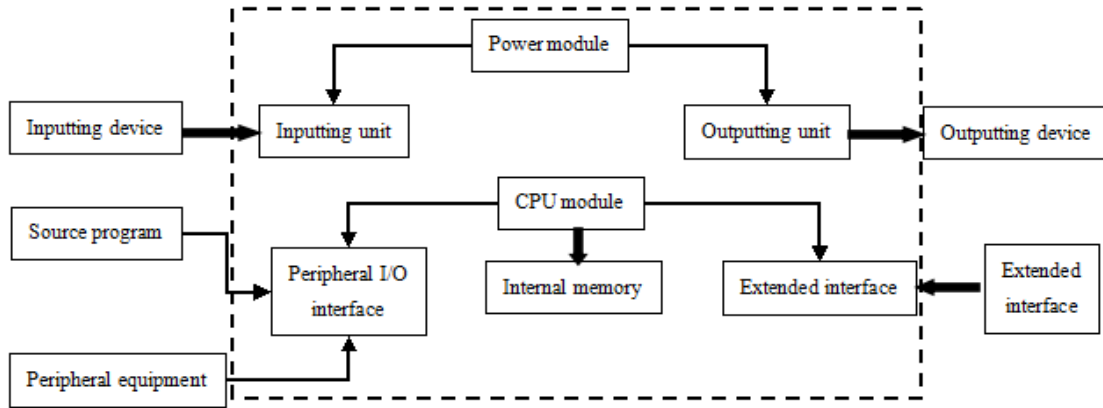 Power module
Inputting device
Inputting unit
Outputting unit
Outputting device
CPU module
Source program
Peripheral I/O
interface
Internal memory
Extended interface
Extended
interface
Peripheral equipment